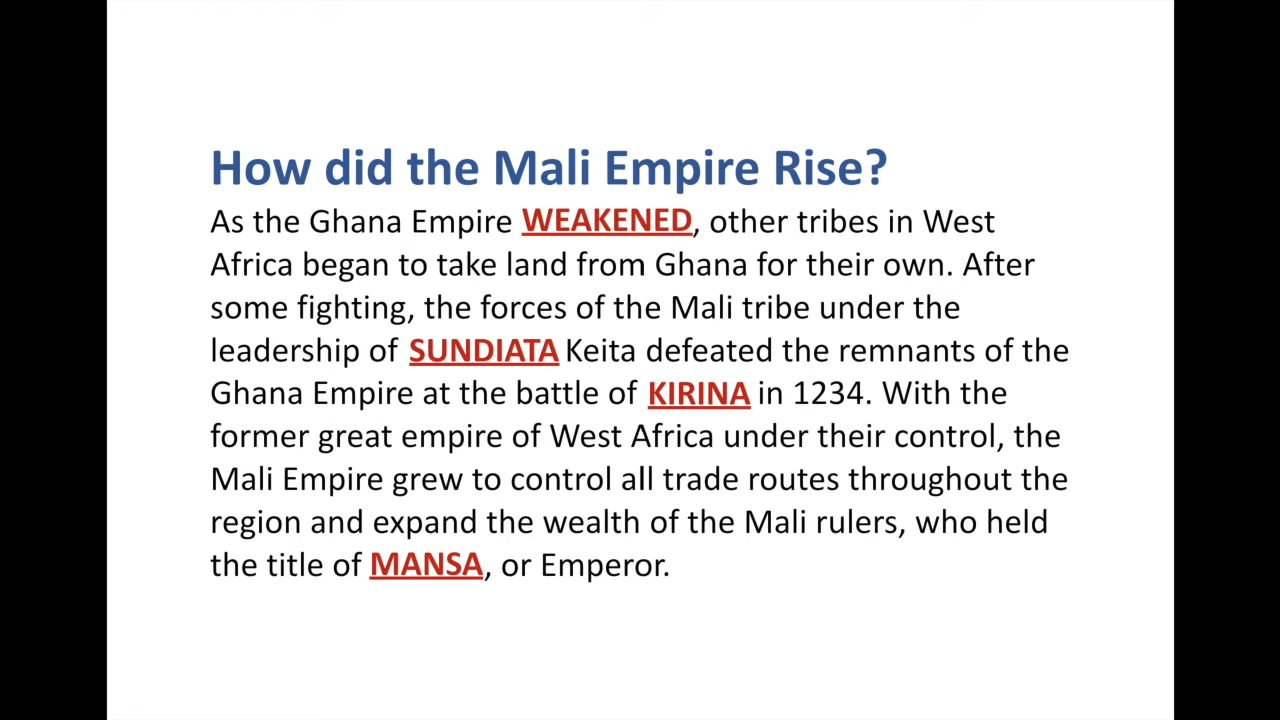 How did the Mali Empire Rise?
As the Ghana Empire WEAKENED, other tribes in West
Africa began to take land from Ghana for their own. After
some fighting, the forces of the Mali tribe under the
leadership of SUNDIATA Keita defeated the remnants of the
Ghana Empire at the battle of KIRINA in 1234. With the
former great empire of West Africa under their control, the
Mali Empire grew to control all trade routes throughout the
region and expand the wealth of the Mali rulers, who held
the title of MANSA, or Emperor.